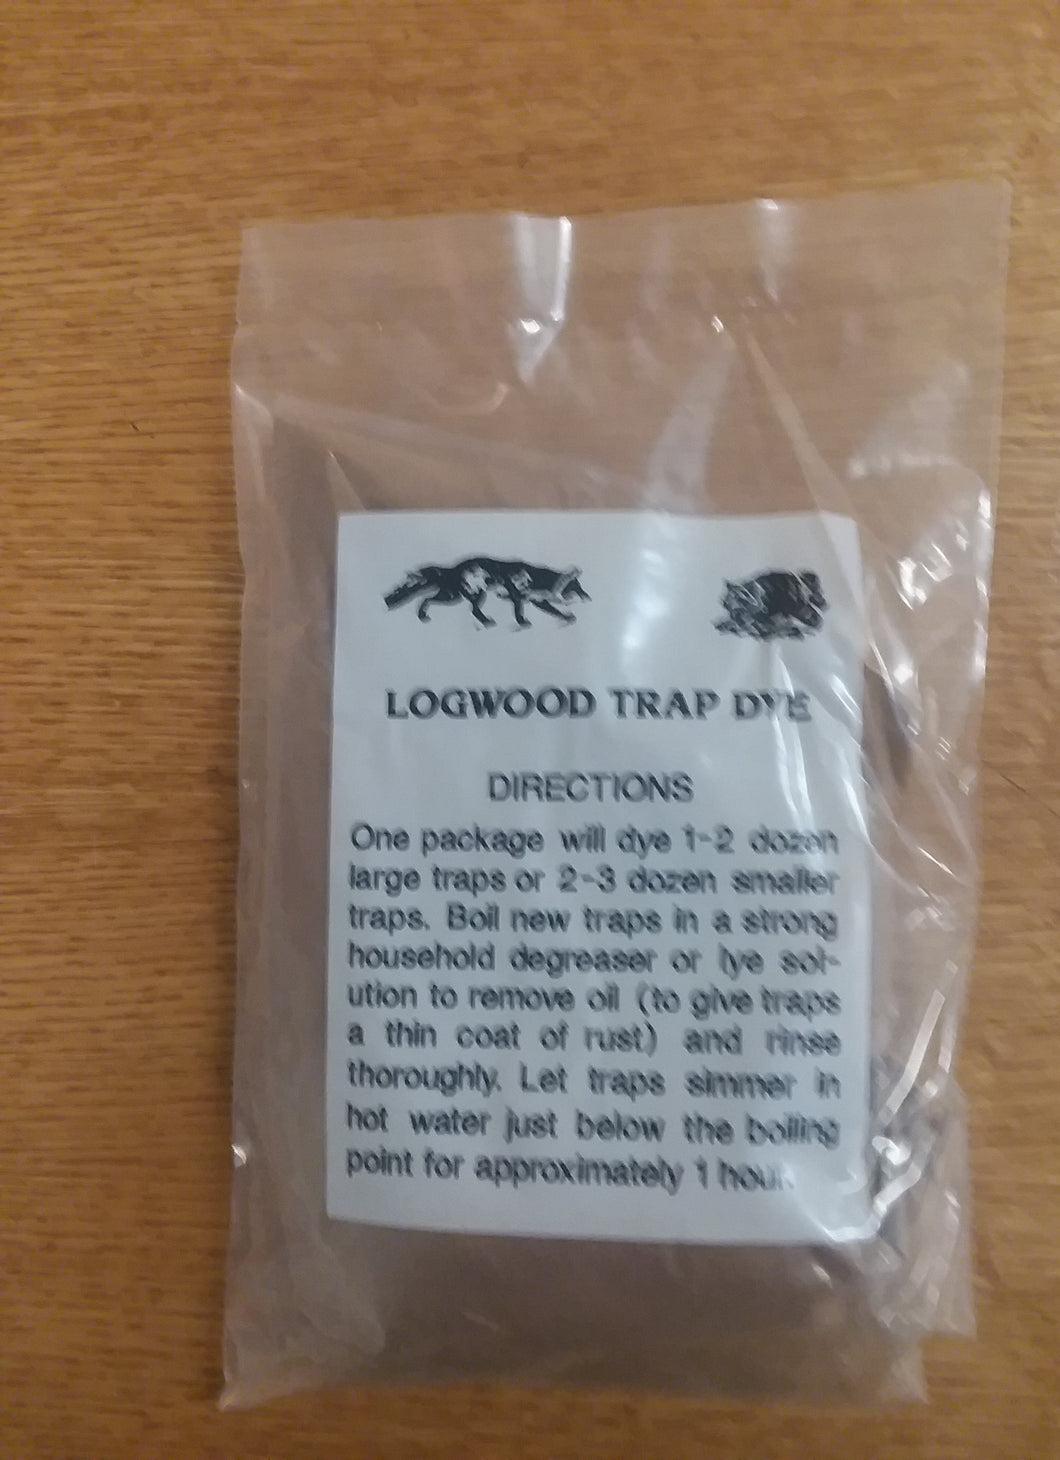 LOGWOOD TRAP DYE
DIRECTIONS
One package will dye 1-2 dozen
large traps or 2-3 dozen smaller
traps. Boil new traps in a strong
household degreaser or lye sol-
ution to remove oil (to give traps
a thin coat of rust) and rinse
thoroughly. Let traps simmer in
hot water just below the boiling
point for approximately 1 hour.